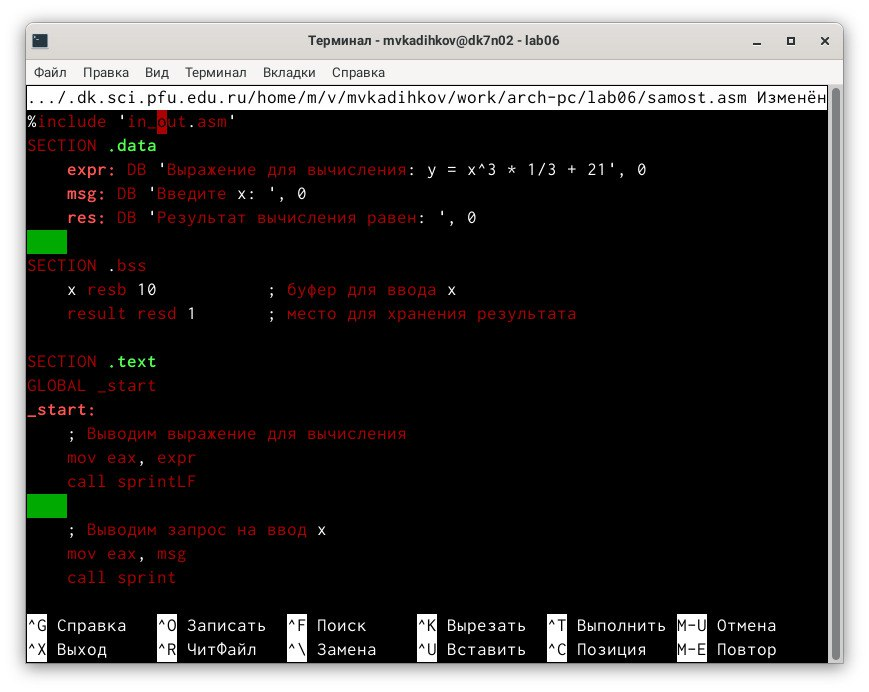 Терминал - mvkadihkov@dk7n02 - lab06
Файл Правка Вид Терминал Вкладки Справка
.../.dk.sci.pfu.edu.ru/home/m/v/mvkadihkov/work/arch-pc/lab06/samost.asm Изменён
%include 'in_out.asm'
SECTION .data
expr: DB 'Выражение для вычисления: y = x^3 * 1/3 + 21', 0
msg: DB 'Введите x: ', 0
res: DB 'Результат вычисления равен: ', 0
SECTION .bss
x resb 10 ; буфер для ввода x
result resd 1 ; место для хранения результата
SECTION .text
GLOBAL _start
_start:
; Выводим выражение для вычисления
mov eax, expr
call sprintLF
; Выводим запрос на ввод x
mov eax, msg
call sprint
^G Справка ^O Записать ^F Поиск ^K Вырезать ^T Выполнить M-U Отмена
^X Выход ^R ЧитФайл ^\ Замена ^U Вставить ^C Позиция M-E Повтор